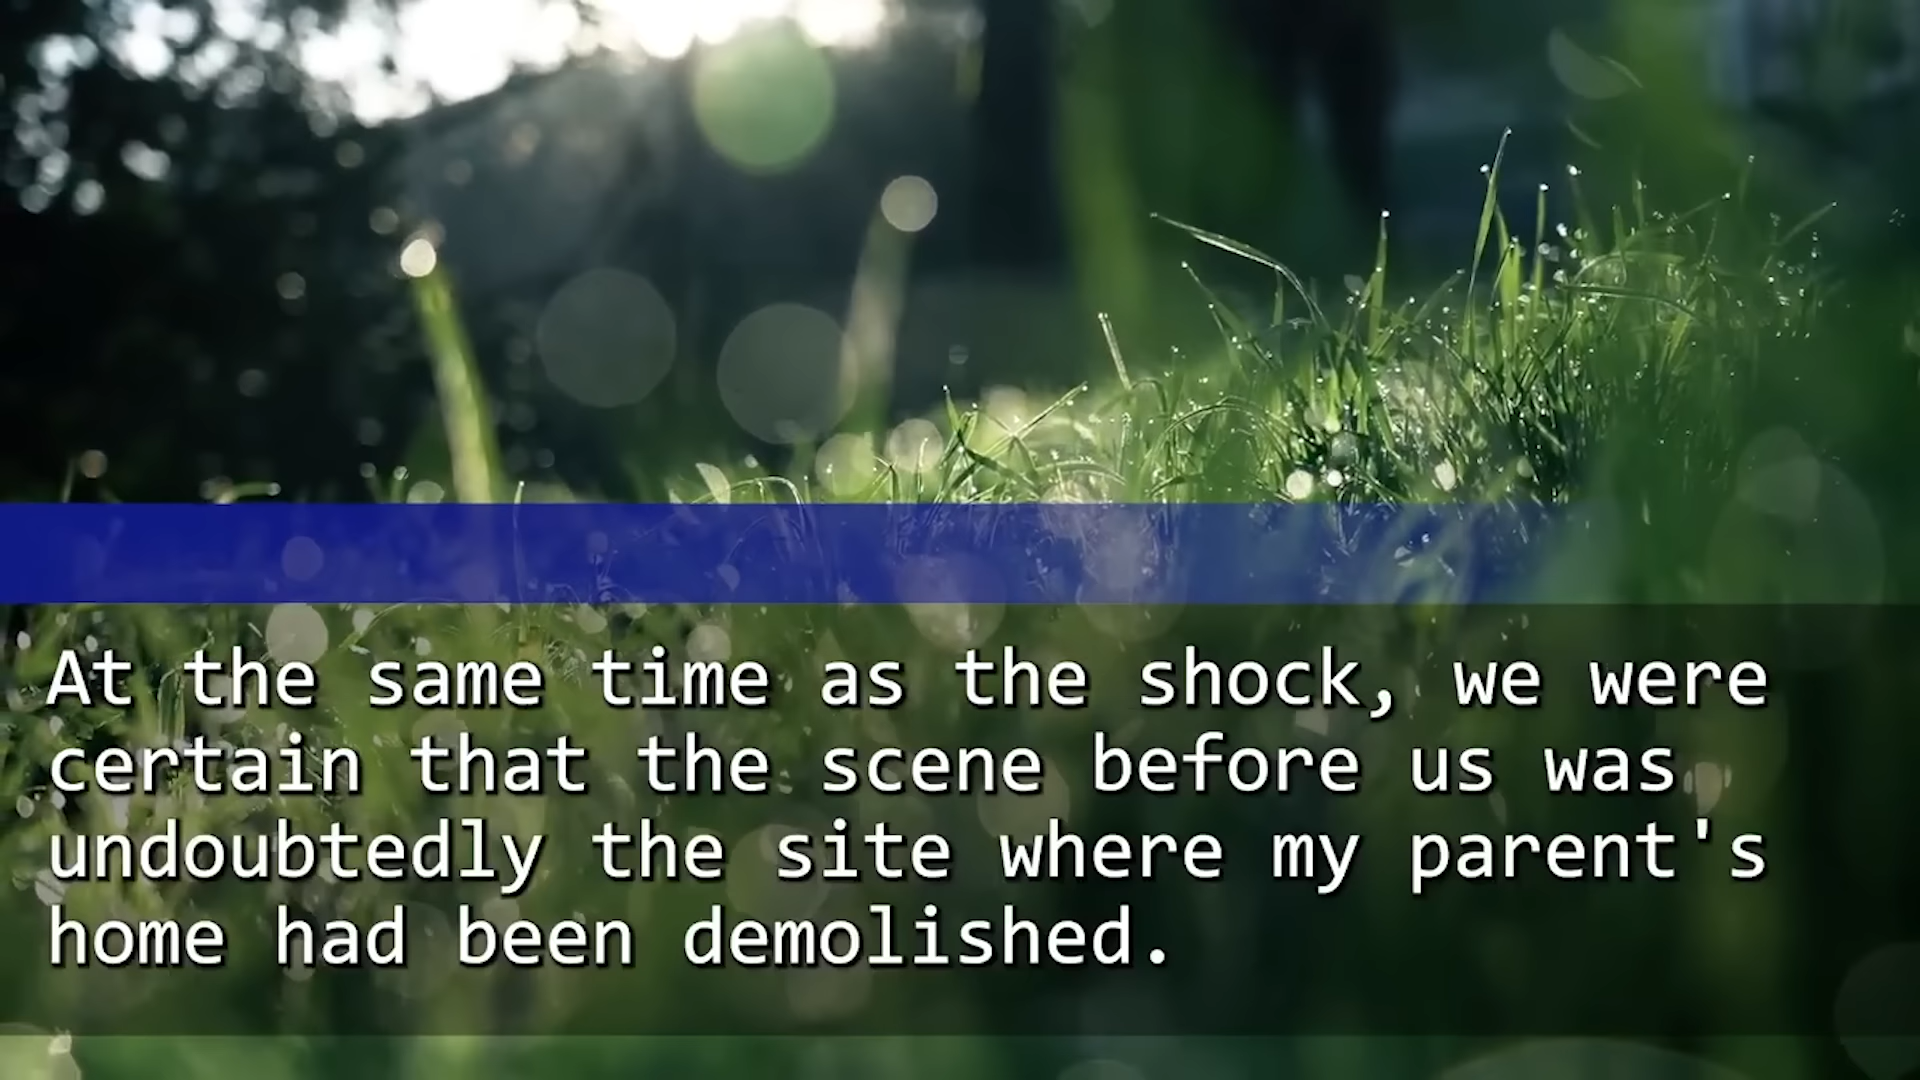 At the same time as the shock, we were
certain that the scene before us was
undoubtedly the site where my parent's
home had been demolished.